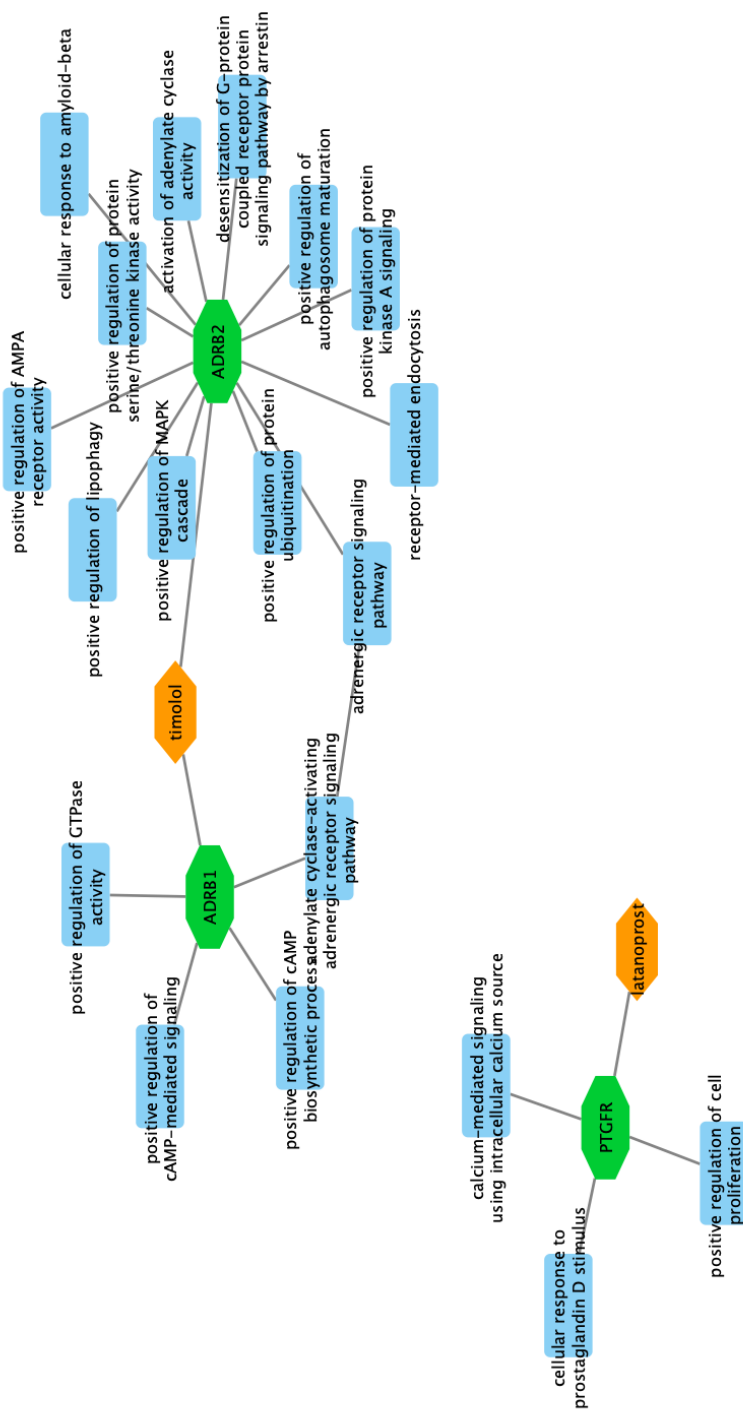 positive regulation of AMPA
receptor activity
cellular response to amyloid-beta
positive regulation of protein
serine/threonine kinase activity
activation of adenylate cyclase
activity
desensitization of G-protein
coupled receptor protein
signaling pathway by arrestin
positive regulation of
autophagosome maturation
positive regulation of protein
kinase A signaling
receptor-mediated endocytosis
ADRB2
positive regulation of lipophagy
positive regulation of MAPK
cascade
positive regulation of protein
ubiquitination
adrenergic receptor signaling
pathway
timolol
positive regulation of GTPase
activity
ADRB1
adenylate cyclase-activating
adrenergic receptor signaling
pathway
positive regulation of
cAMP-mediated signaling
positive regulation of cAMP
biosynthetic process
latanoprost
calcium-mediated signaling
using intracellular calcium source
PTGFR
cellular response to
prostaglandin D stimulus
positive regulation of cell
proliferation